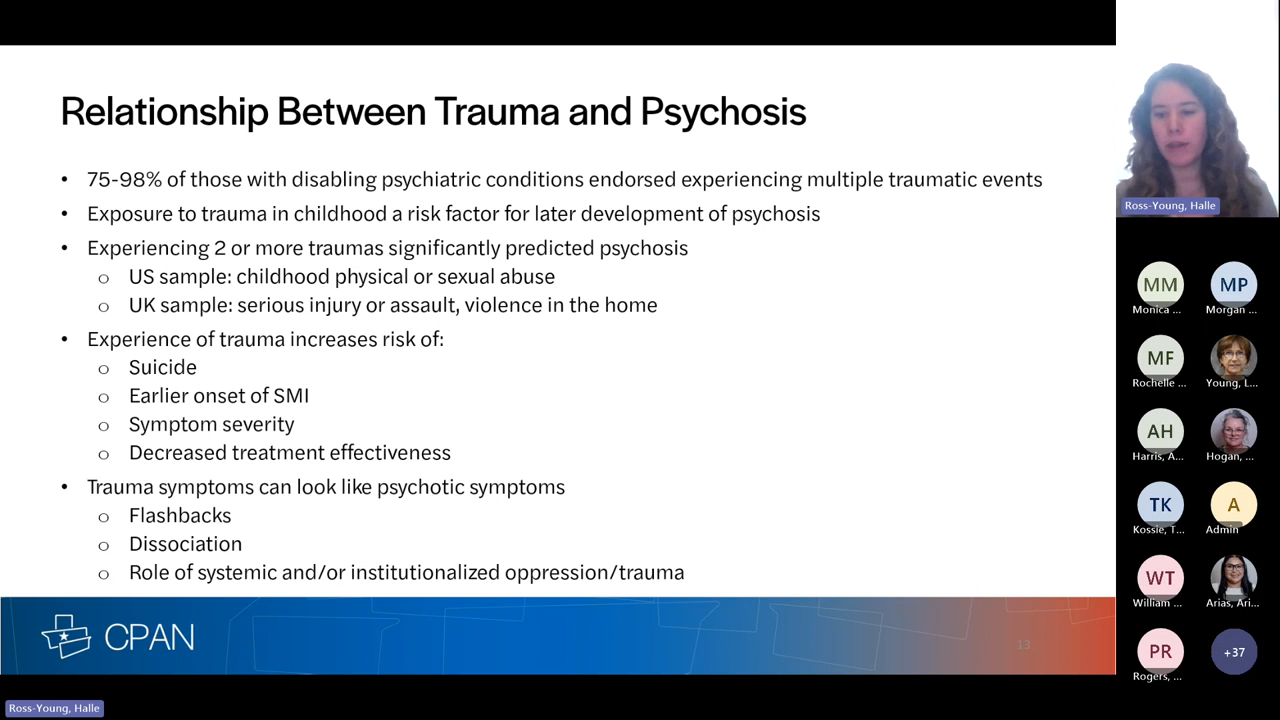 Relationship Between Trauma and Psychosis
• 75-98% of those with disabling psychiatric conditions endorsed experiencing multiple traumatic events
• Exposure to trauma in childhood a risk factor for later development of psychosis
• Experiencing 2 or more traumas significantly predicted psychosis
o US sample: childhood physical or sexual abuse
o UK sample: serious injury or assault, violence in the home
• Experience of trauma increases risk of:
o Suicide
o Earlier onset of SMI
o Symptom severity
o Decreased treatment effectiveness
• Trauma symptoms can look like psychotic symptoms
o Flashbacks
o Dissociation
o Role of systemic and/or institutionalized oppression/trauma
CPAN
13
Ross-Young, Halle
Ross-Young, Halle
MM
Monica ...
MP
Morgan ...
MF
Rochelle ...
Young, L...
AH
Harris, A...
Hogan, ...
TK
Kossie, T...
A
Admin
WT
William ...
Arias, Ari...
PR
Rogers, ...
+37